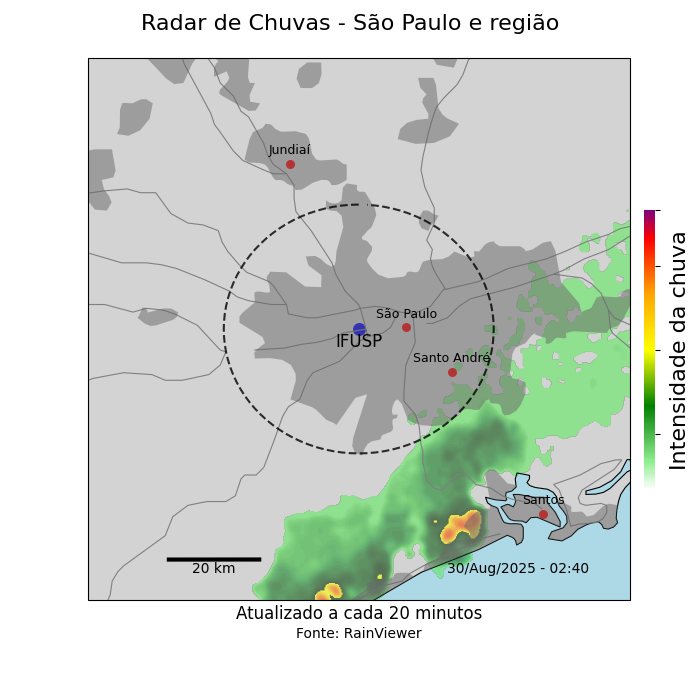 Radar de Chuvas - São Paulo e região
Jundiaí
São Paulo
IFUSP
Santo André
Santos
20 km
30/Aug/2025 - 02:40
Intensidade da chuva
Atualizado a cada 20 minutos
Fonte: RainViewer